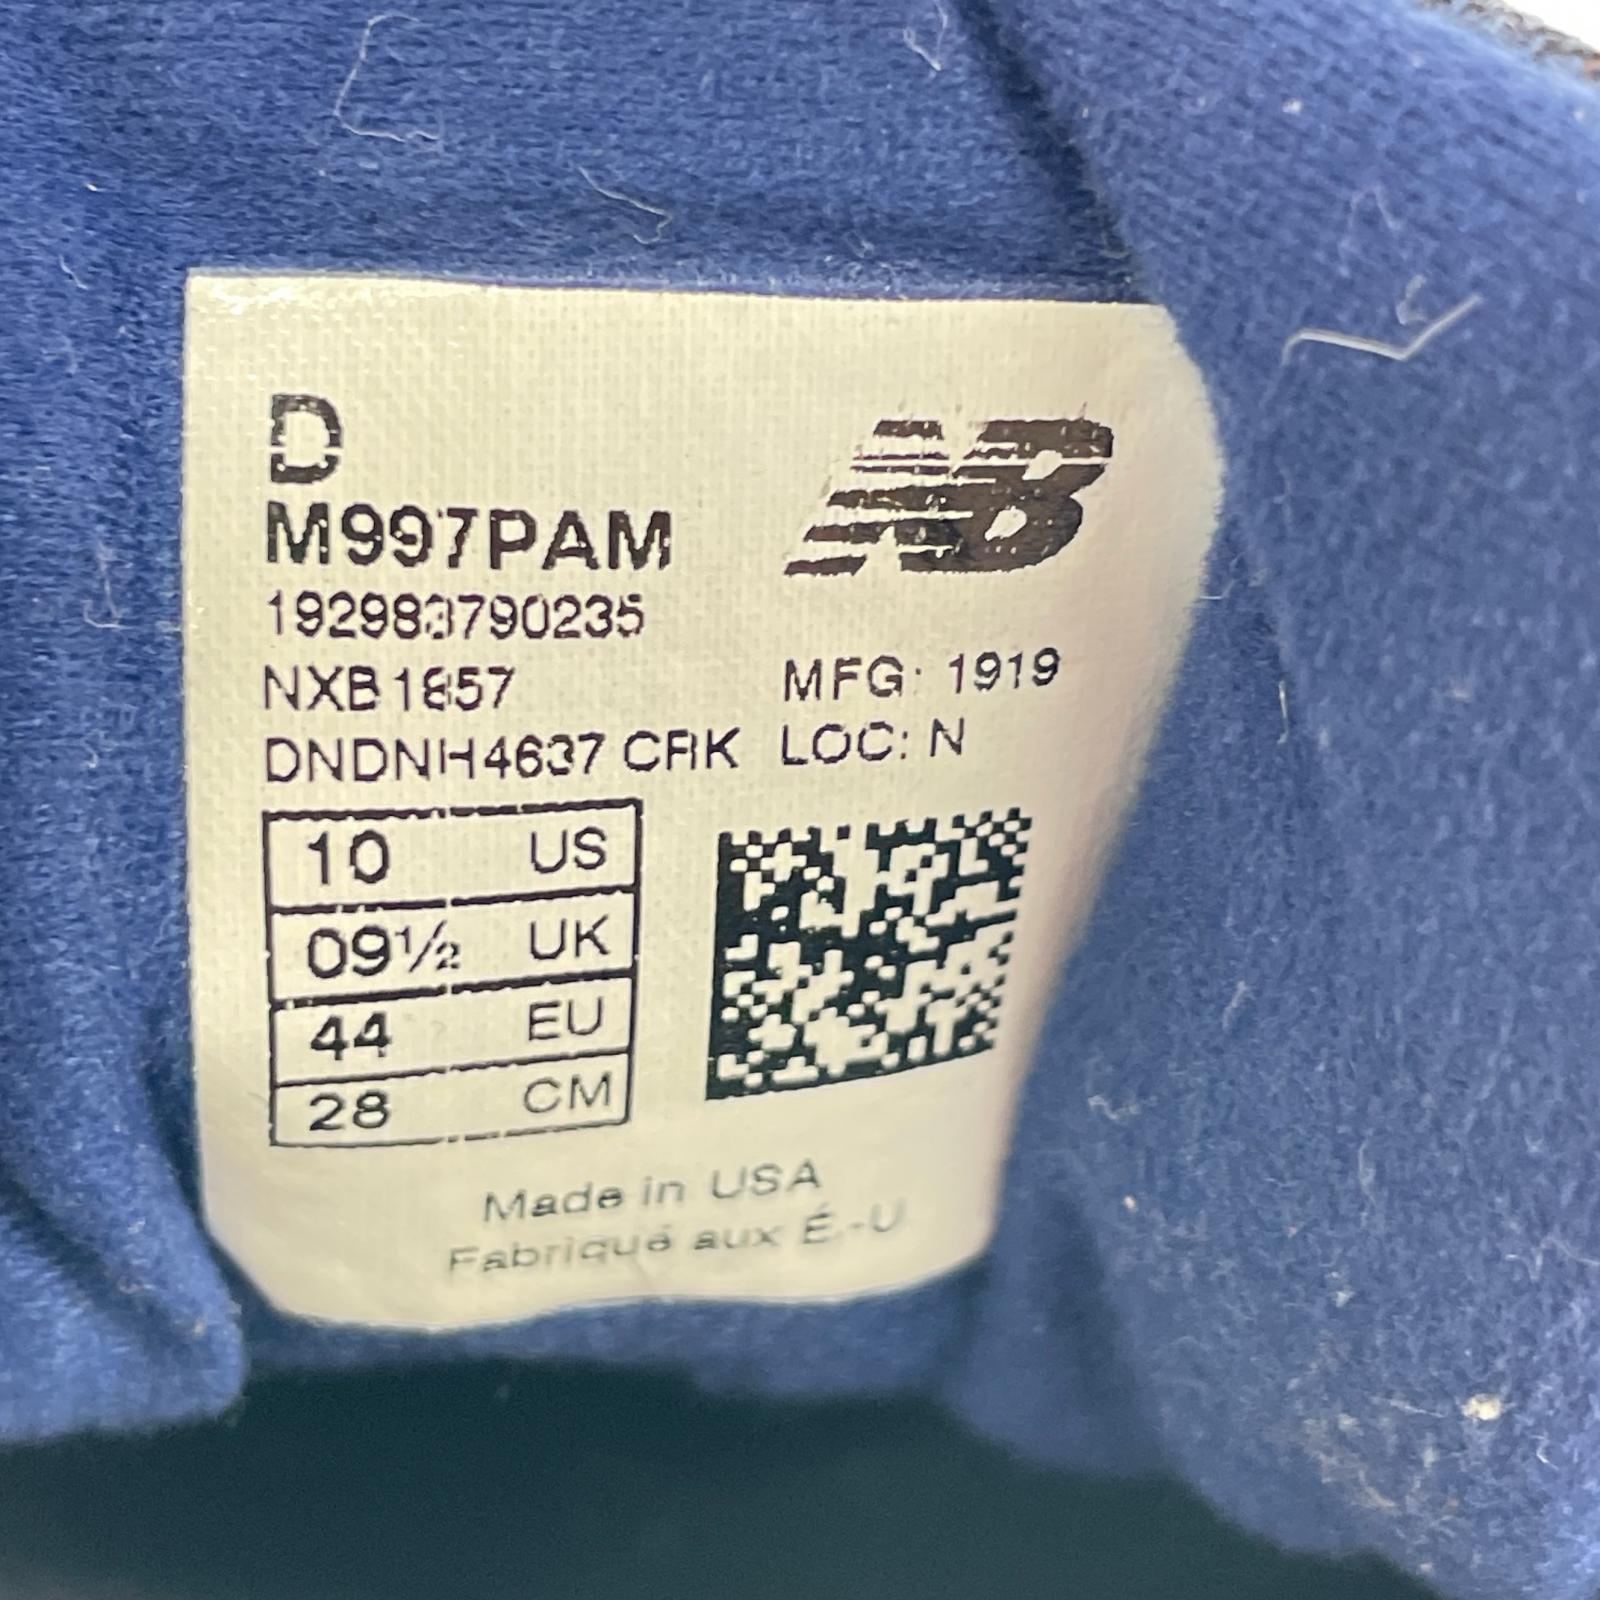 D
NB
M997PAM
192983790235
NXB1857
MFG: 1919
DNDNH4637 CRK
LOC: N
10 US
09½ UK
44 EU
28 CM
Made in USA
Fabriqué aux É.-U